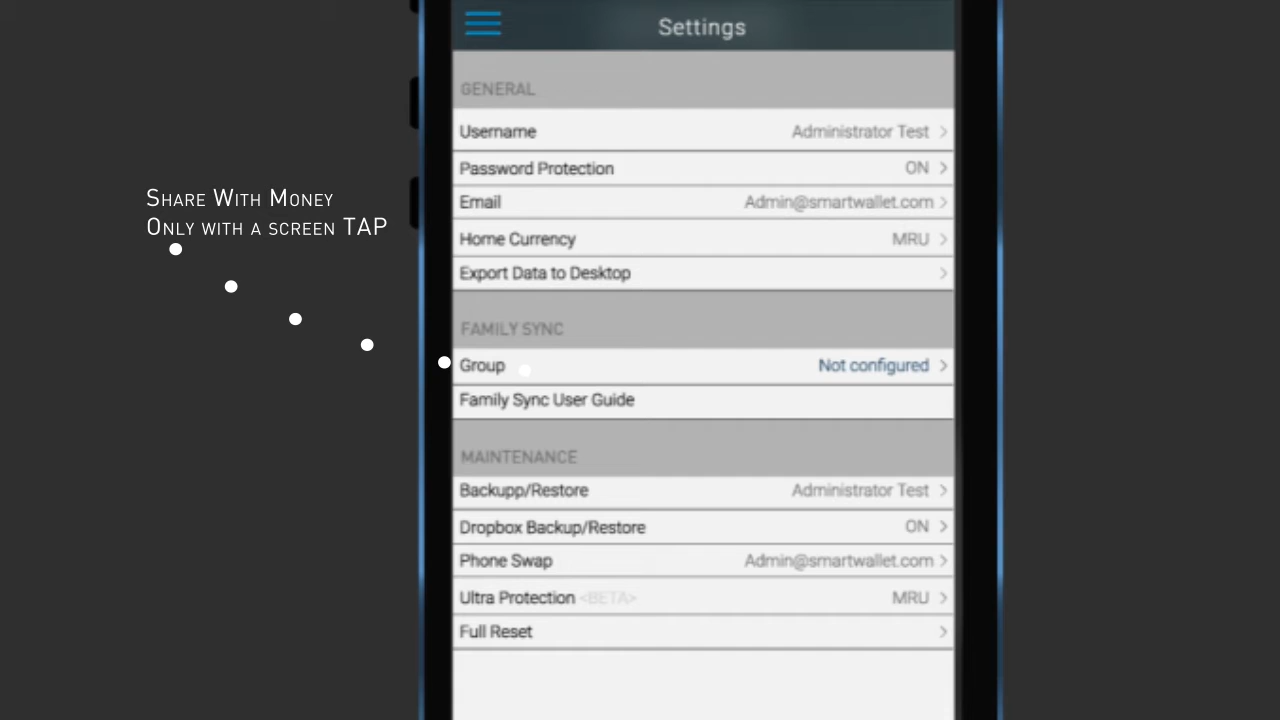 Settings
GENERAL
Username Administrator Test
Password Protection ON
Share With Money
Only with a screen TAP
Email Admin@smartwallet.com
Home Currency MRU
Export Data to Desktop
FAMILY SYNC
Group Not configured
Family Sync User Guide
MAINTENANCE
Backupp/Restore Administrator Test
Dropbox Backup/Restore ON
Phone Swap Admin@smartwallet.com
Ultra Protection <BETA> MRU
Full Reset